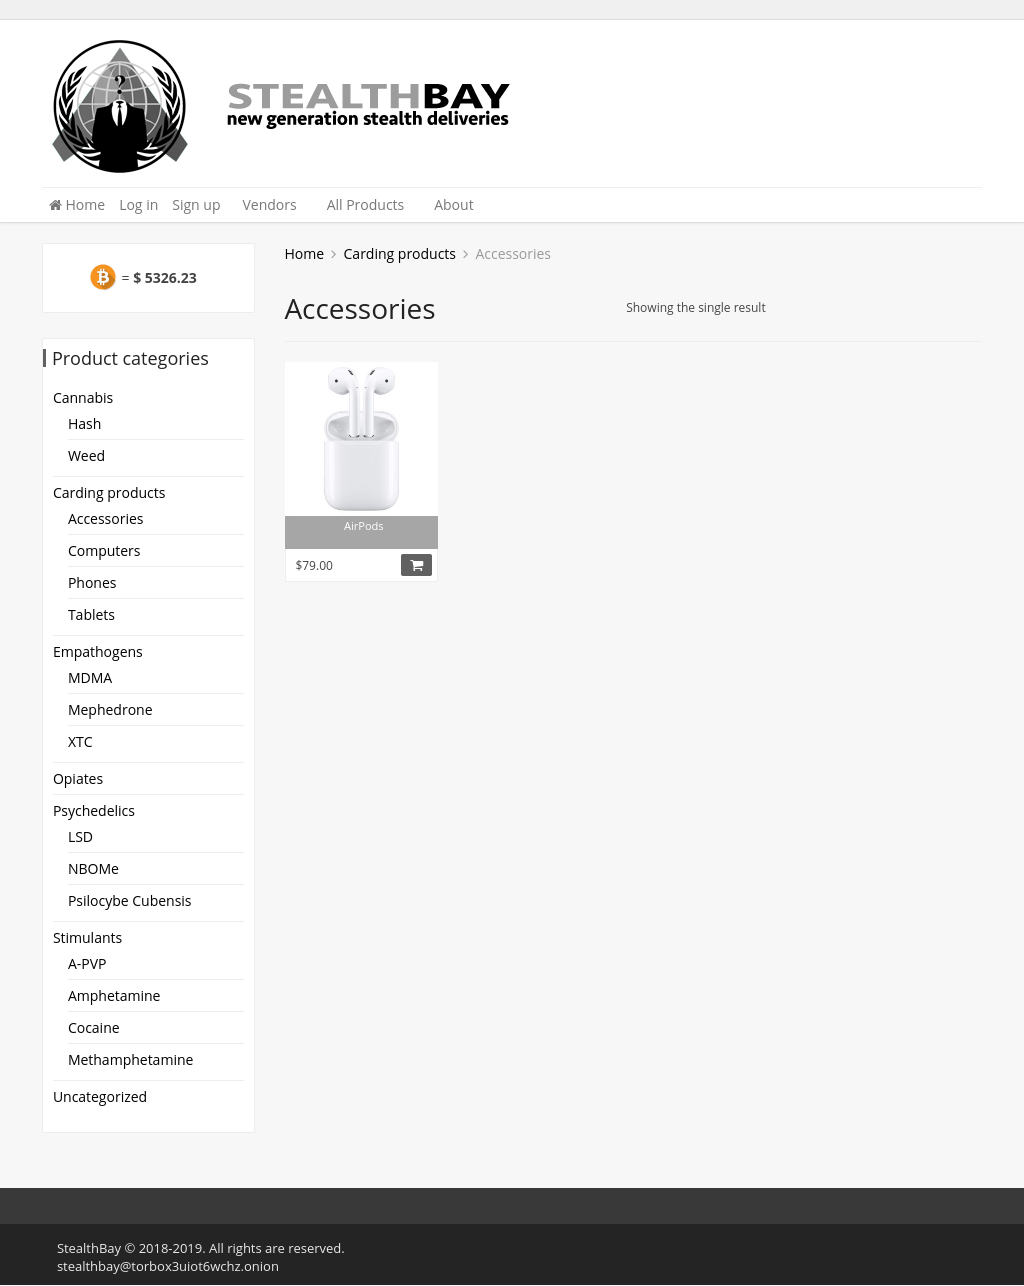 ?
STEALTHBAY
new generation stealth deliveries
Home Log in Sign up Vendors All Products About
= $ 5326.23
Product categories
Cannabis
Hash
Weed
Carding products
Accessories
Computers
Phones
Tablets
Empathogens
MDMA
Mephedrone
XTC
Opiates
Psychedelics
LSD
NBOMe
Psilocybe Cubensis
Stimulants
A-PVP
Amphetamine
Cocaine
Methamphetamine
Uncategorized
Home > Carding products > Accessories
Accessories
Showing the single result
AirPods
$79.00
StealthBay © 2018-2019. All rights are reserved.
stealthbay@torbox3uiot6wchz.onion